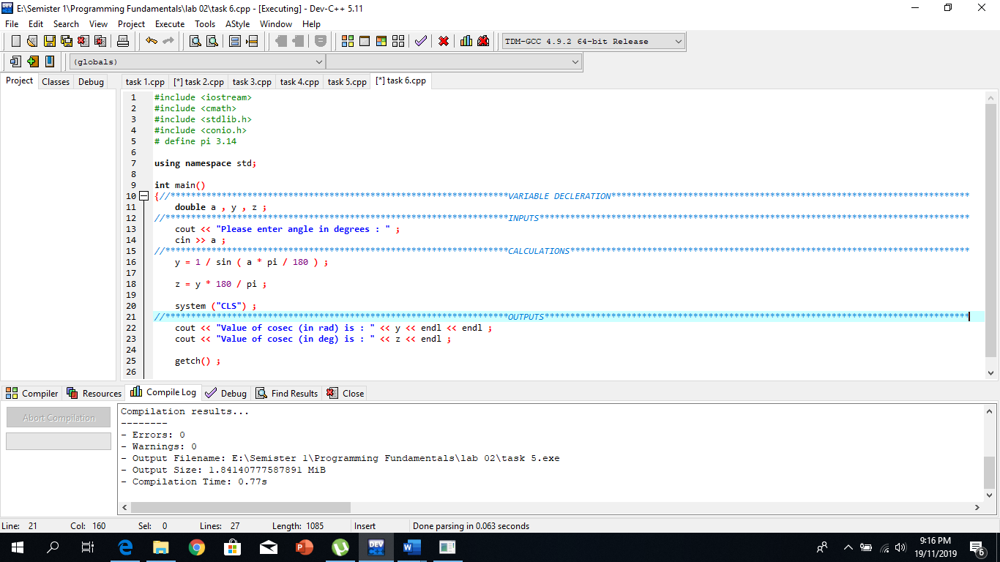 E:\Semister 1\Programming Fundamentals\lab 02\task 6.cpp - [Executing] - Dev-C++ 5.11
File Edit Search View Project Execute Tools AStyle Window Help
TDM-GCC 4.9.2 64-bit Release
(globals)
Project Classes Debug
task 1.cpp [*] task 2.cpp task 3.cpp task 4.cpp task 5.cpp [*] task 6.cpp
1 #include <iostream>
2 #include <cmath>
3 #include <stdlib.h>
4 #include <conio.h>
5 # define pi 3.14
6
7 using namespace std;
8
9 int main()
10 {//******************************************************************VARIABLE DECLERATION**********************************************************************
11 double a , y , z ;
12 //*******************************************************************INPUTS************************************************************************************
13 cout << "Please enter angle in degrees : " ;
14 cin >> a ;
15 //*******************************************************************CALCULATIONS******************************************************************************
16 y = 1 / sin ( a * pi / 180 ) ;
17
18 z = y * 180 / pi ;
19
20 system ("CLS") ;
21 //*******************************************************************OUTPUTS***********************************************************************************
22 cout << "Value of cosec (in rad) is : " << y << endl << endl ;
23 cout << "Value of cosec (in deg) is : " << z << endl ;
24
25 getch() ;
26
Compiler Resources Compile Log Debug Find Results Close
Abort Compilation
Compilation results...
--------
- Errors: 0
- Warnings: 0
- Output Filename: E:\Semister 1\Programming Fundamentals\lab 02\task 5.exe
- Output Size: 1.84140777587891 MiB
- Compilation Time: 0.77s
Line: 21 Col: 160 Sel: 0 Lines: 27 Length: 1085 Insert Done parsing in 0.063 seconds
DEV
9:16 PM
19/11/2019
6